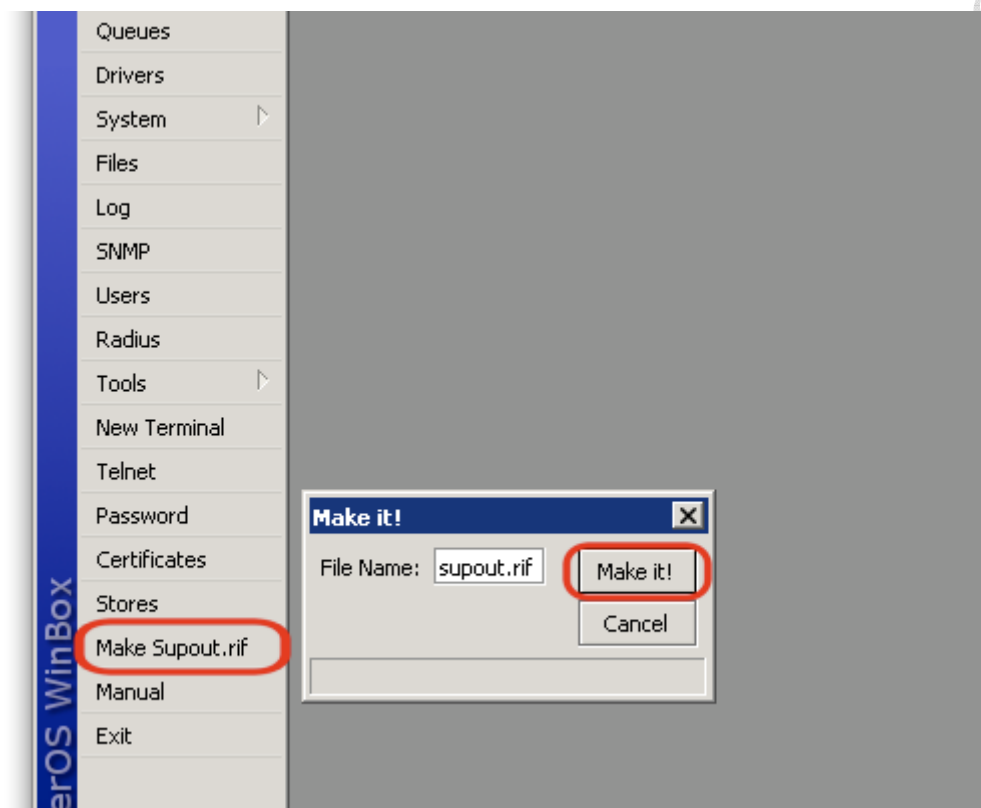 Queues
Drivers
System
Files
Log
SNMP
Users
Radius
Tools
New Terminal
Telnet
Password
Certificates
Stores
Make Supout.rif
Manual
Exit
erOS WinBox
Make it!
File Name: supout.rif
Make it!
Cancel